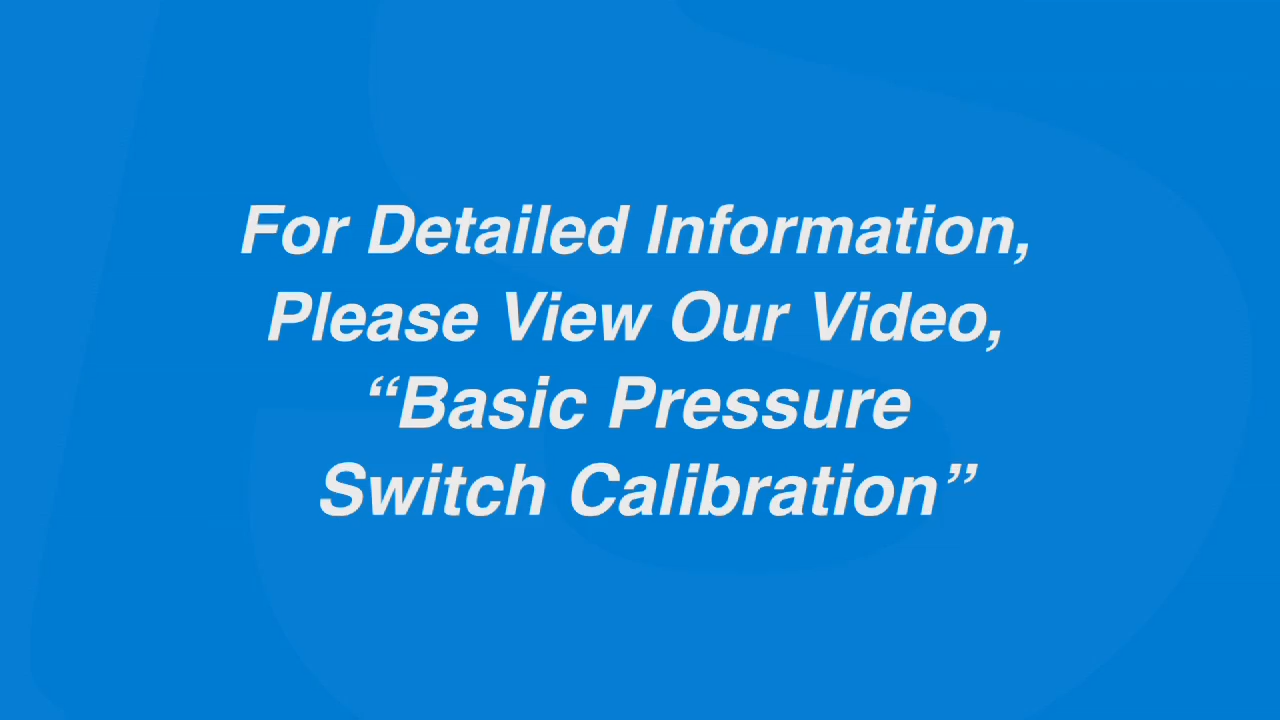 For Detailed Information,
Please View Our Video,
“Basic Pressure
Switch Calibration”